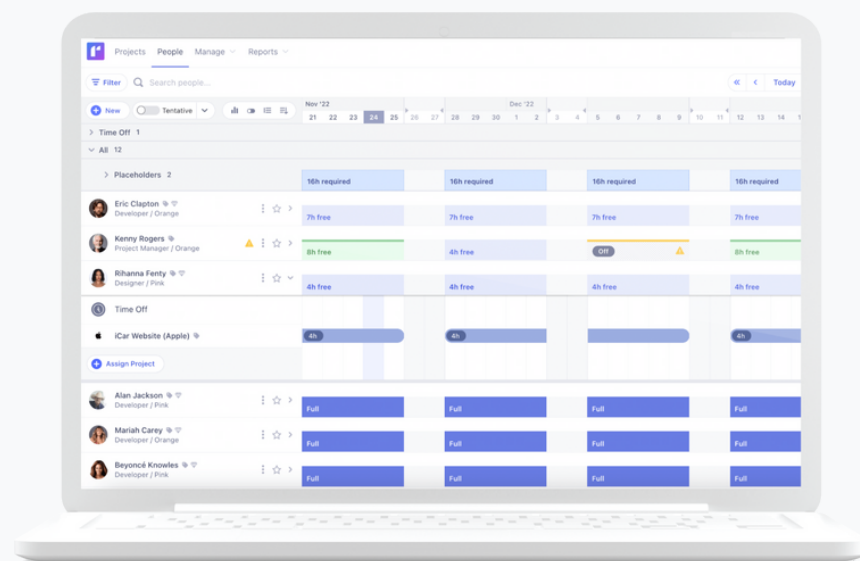 r Projects People Manage Reports
Filter Search people... Today
New Tentative Nov '22 Dec '22
21 22 23 24 25 26 27 28 29 30 1 2 3 4 5 6 7 8 9 10 11 12 13 14
Time Off 1
All 12
Placeholders 2 16h required 16h required 16h required 16h required
Eric Clapton
Developer / Orange 7h free 7h free 7h free 7h free
Kenny Rogers
Project Manager / Orange 8h free 4h free Off 8h free
Rihanna Fenty
Designer / Pink 4h free 4h free 4h free 4h free
Time Off
iCar Website (Apple) 4h 4h 4h
Assign Project
Alan Jackson
Developer / Pink Full Full Full Full
Mariah Carey
Developer / Orange Full Full Full Full
Beyoncé Knowles
Developer / Pink Full Full Full Full